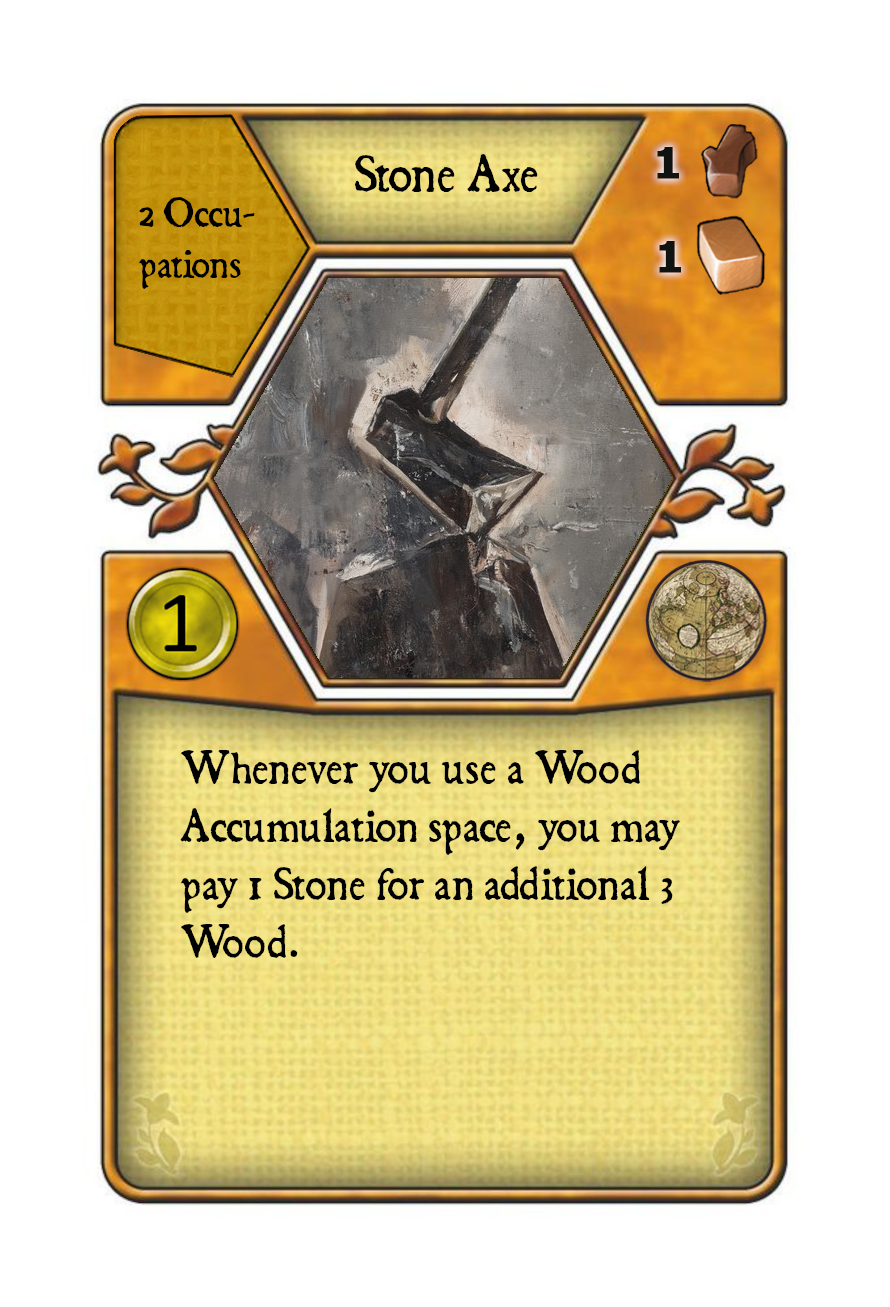 2 Occu-
pations
Stone Axe
1
1
1
Whenever you use a Wood
Accumulation space, you may
pay 1 Stone for an additional 3
Wood.